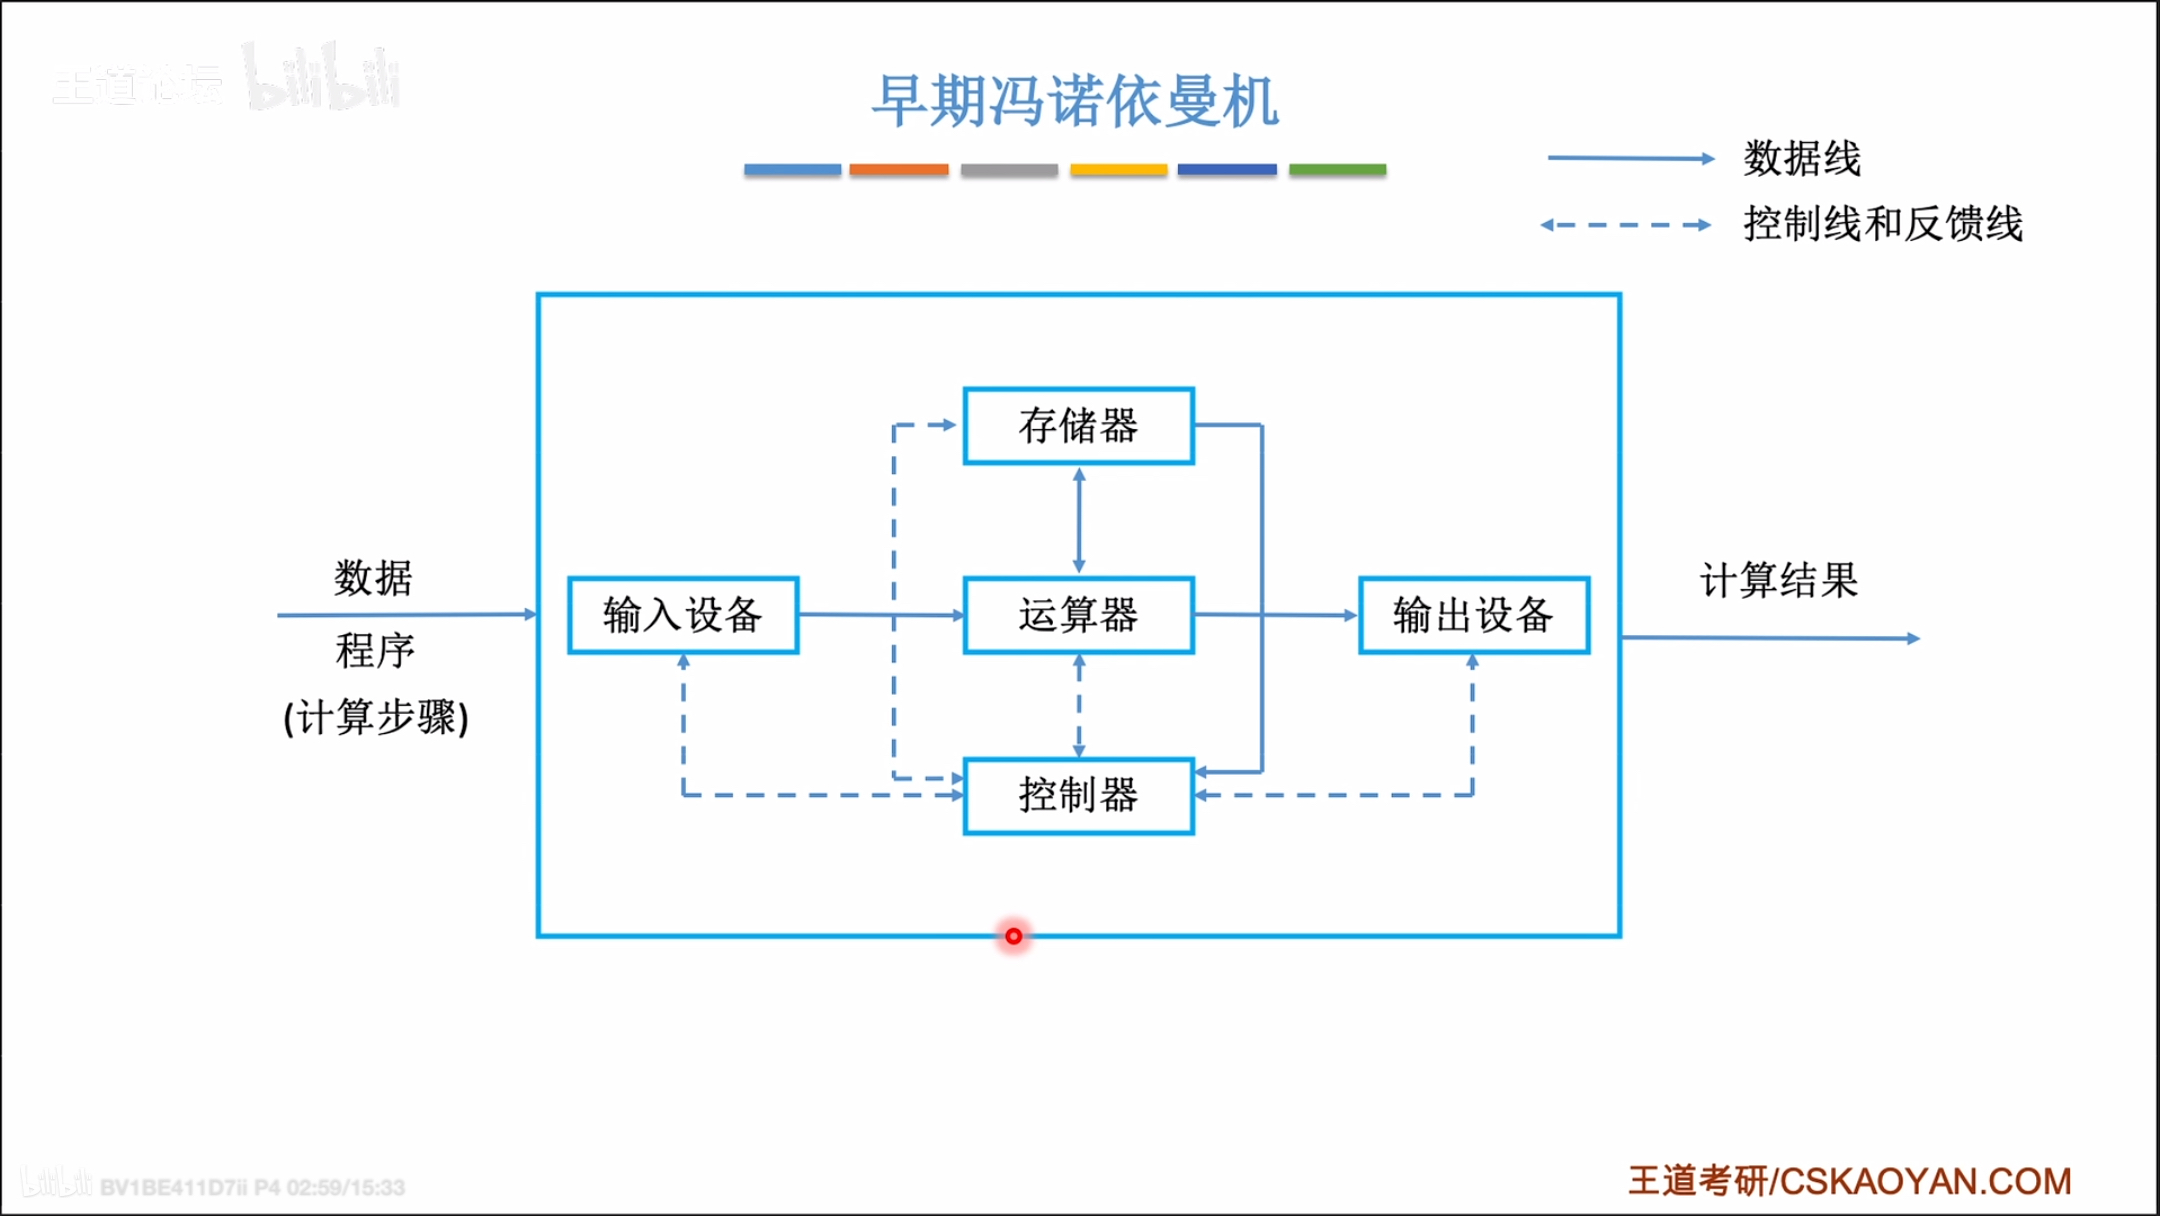 王道论坛 bilibili
早期冯诺依曼机
数据线
控制线和反馈线
存储器
数据
程序
(计算步骤)
输入设备
运算器
输出设备
计算结果
控制器
bilibili BV1BE411D7ii P4 02:59/15:33
王道考研/CSKAOYAN.COM